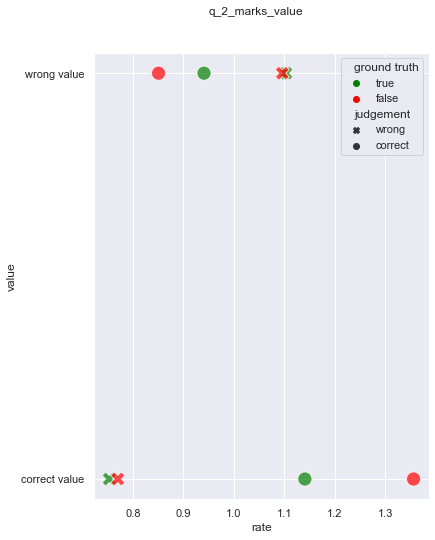 q_2_marks_value
wrong value
ground truth
true
false
judgement
wrong
correct
value
correct value
0.8 0.9 1.0 1.1 1.2 1.3
rate